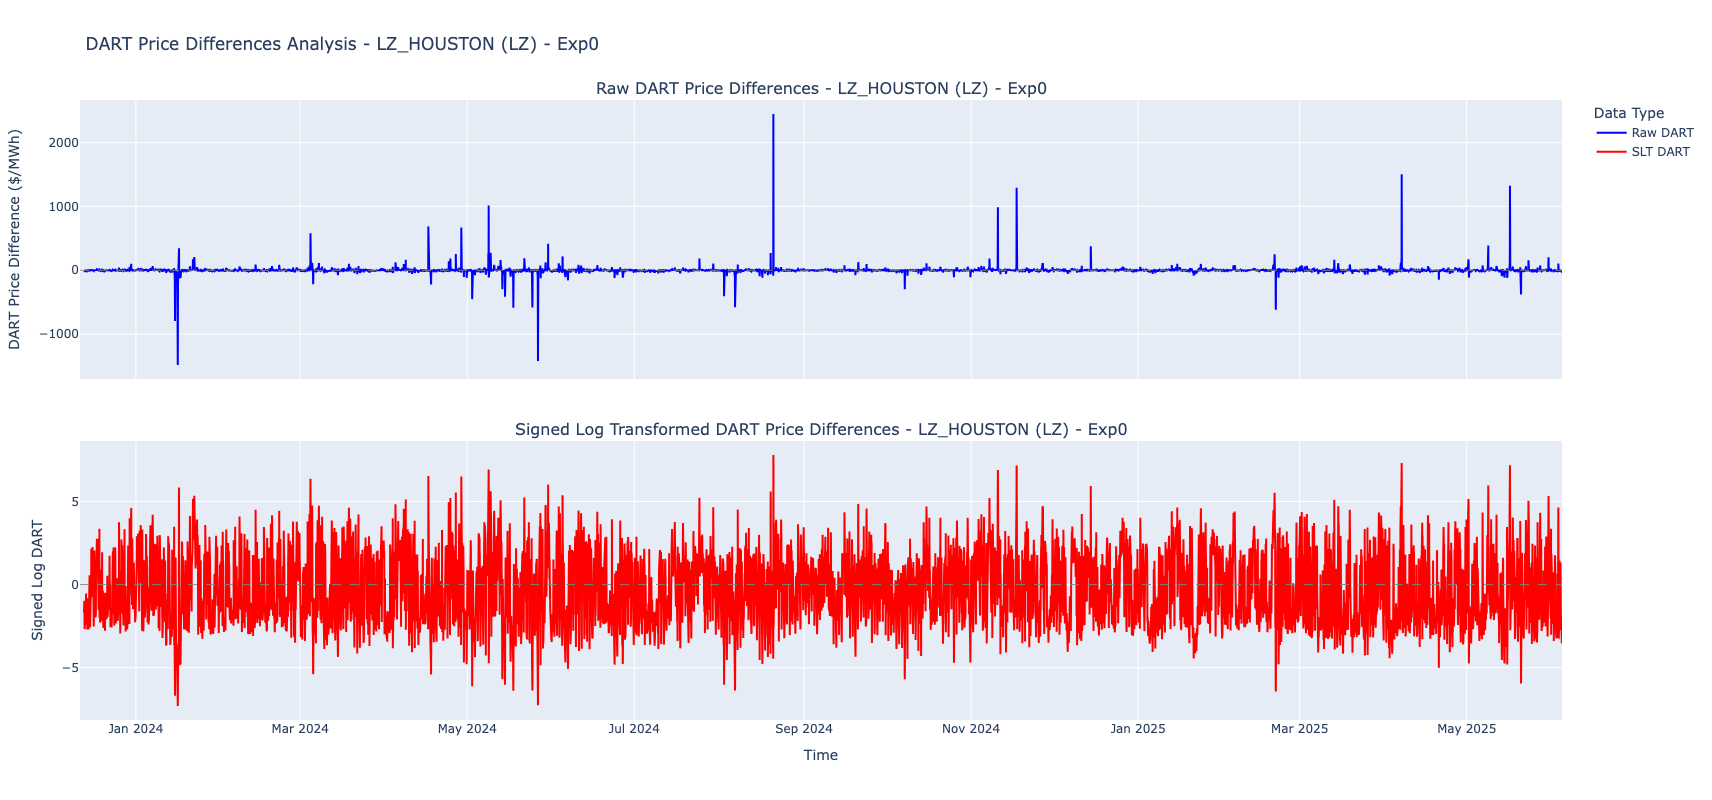 DART Price Differences Analysis - LZ_HOUSTON (LZ) - Exp0
Raw DART Price Differences - LZ_HOUSTON (LZ) - Exp0
Data Type
Raw DART
SLT DART
DART Price Difference ($/MWh)
2000
1000
0
−1000
Signed Log Transformed DART Price Differences - LZ_HOUSTON (LZ) - Exp0
Signed Log DART
5
0
−5
Jan 2024
Mar 2024
May 2024
Jul 2024
Sep 2024
Nov 2024
Jan 2025
Mar 2025
May 2025
Time